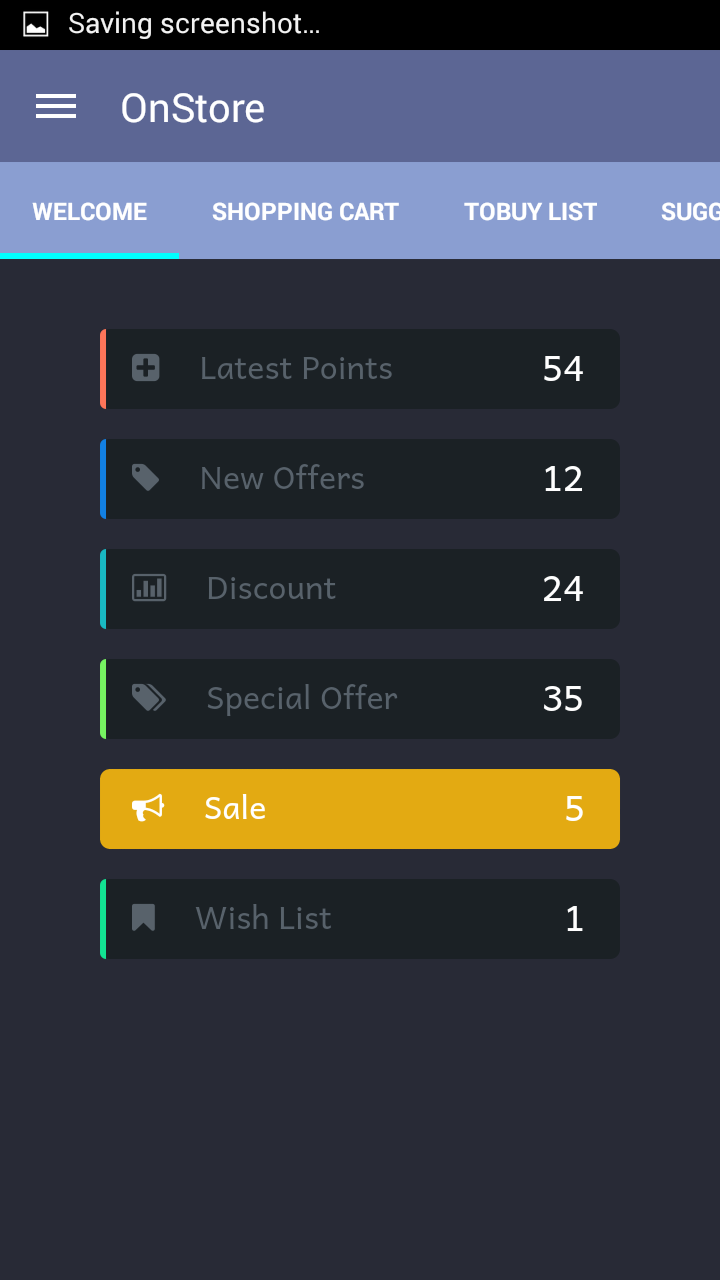 Saving screenshot...
OnStore
WELCOME SHOPPING CART TOBUY LIST SUGG
Latest Points 54
New Offers 12
Discount 24
Special Offer 35
Sale 5
Wish List 1